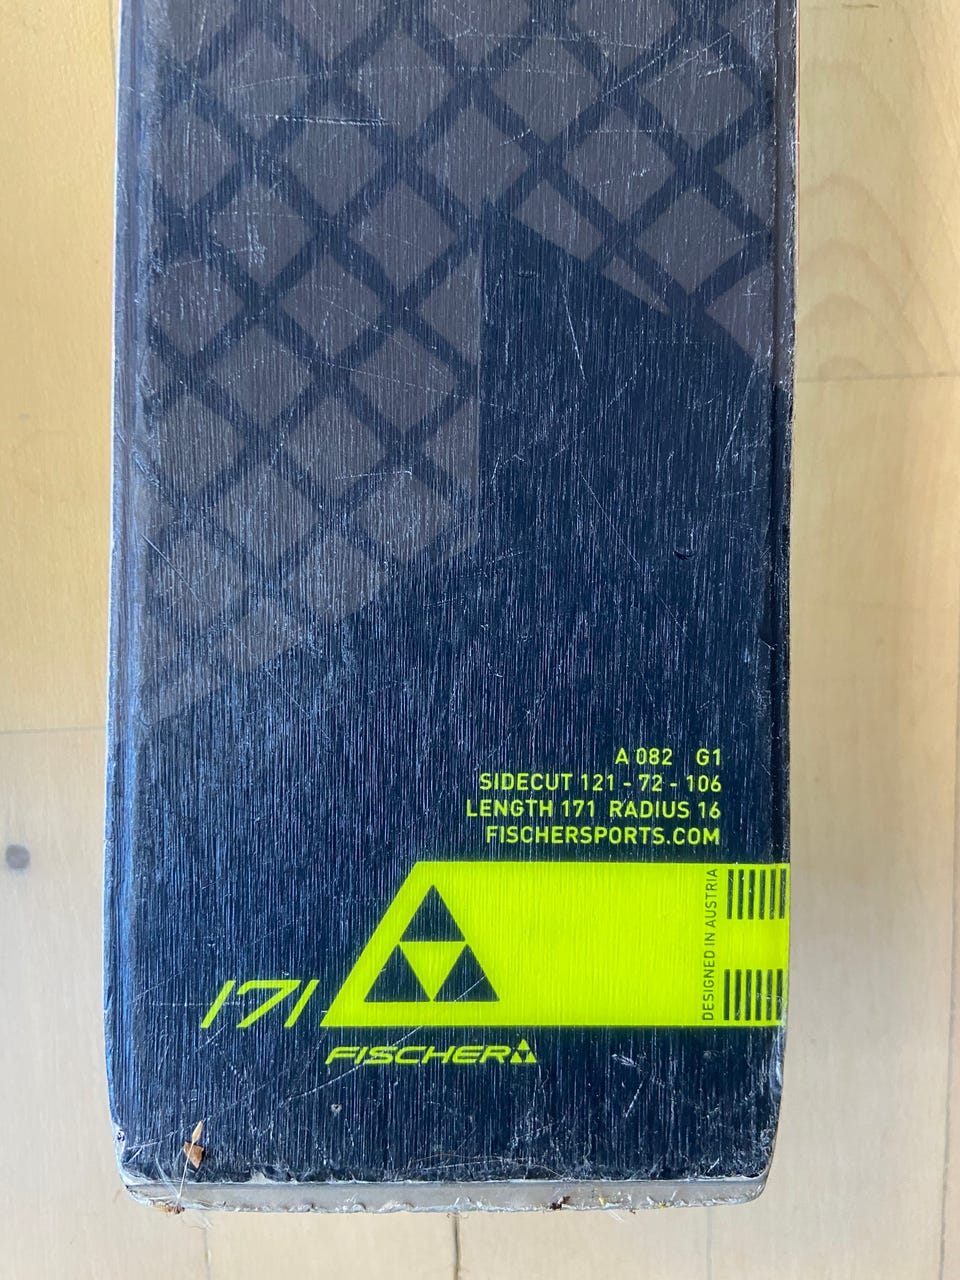 A 082 G1
SIDECUT 121 - 72 - 106
LENGTH 171 RADIUS 16
FISCHERSPORTS.COM
DESIGNED IN AUSTRIA
171
FISCHER